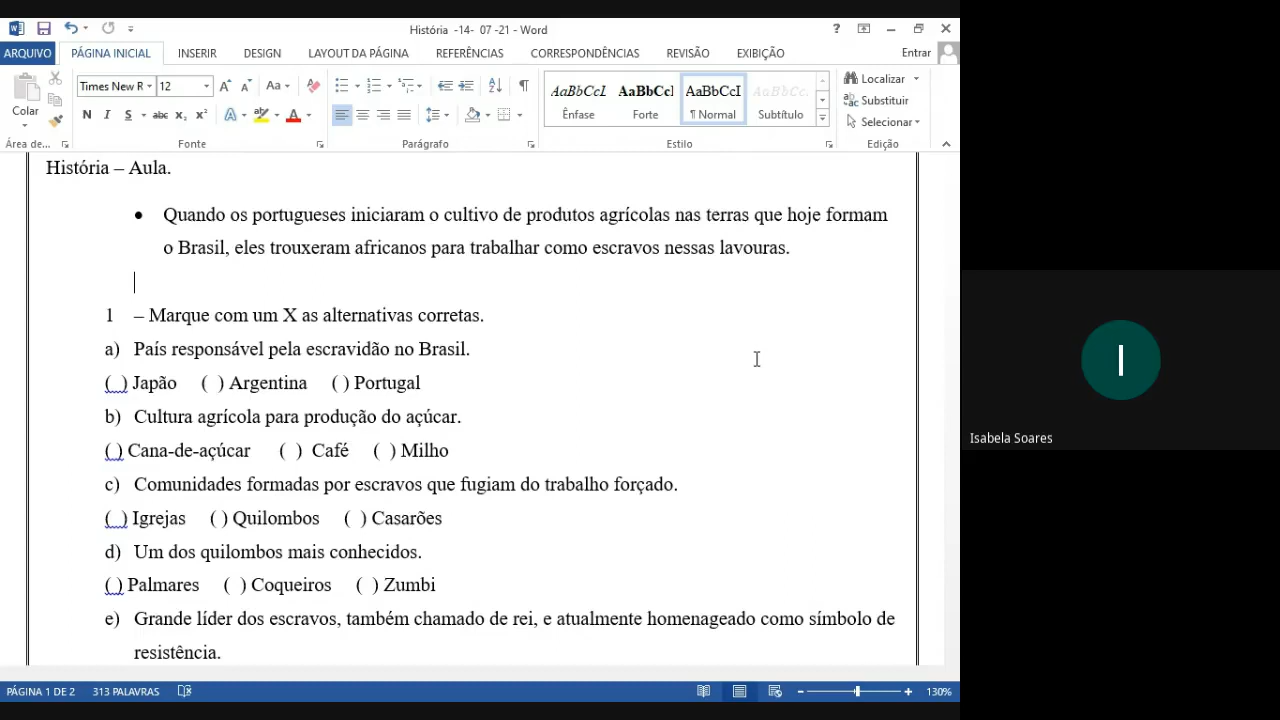 História -14- 07 -21 - Word
ARQUIVO PÁGINA INICIAL INSERIR DESIGN LAYOUT DA PÁGINA REFERÊNCIAS CORRESPONDÊNCIAS REVISÃO EXIBIÇÃO Entrar
Colar Times New R 12 Aa AaBbCcL AaBbCcl AaBbCcI AaBbCc. Localizar
Substituir
N I S abc x₂ x² A A Ênfase Forte ¶ Normal Subtítulo Selecionar
Área de... Fonte Parágrafo Estilo Edição
História – Aula.
• Quando os portugueses iniciaram o cultivo de produtos agrícolas nas terras que hoje formam
o Brasil, eles trouxeram africanos para trabalhar como escravos nessas lavouras.
1 – Marque com um X as alternativas corretas.
a) País responsável pela escravidão no Brasil.
( ) Japão ( ) Argentina ( ) Portugal
b) Cultura agrícola para produção do açúcar.
( ) Cana-de-açúcar ( ) Café ( ) Milho
c) Comunidades formadas por escravos que fugiam do trabalho forçado.
( ) Igrejas ( ) Quilombos ( ) Casarões
d) Um dos quilombos mais conhecidos.
( ) Palmares ( ) Coqueiros ( ) Zumbi
e) Grande líder dos escravos, também chamado de rei, e atualmente homenageado como símbolo de
resistência.
PÁGINA 1 DE 2 313 PALAVRAS 130%
I
Isabela Soares